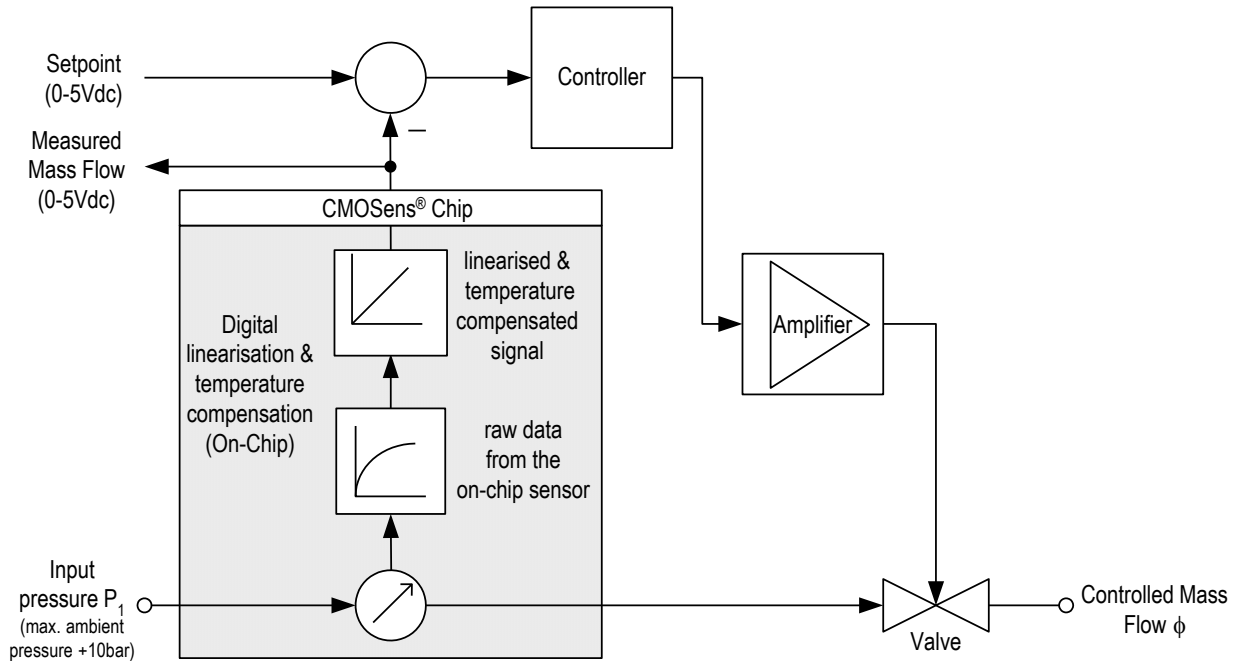 Setpoint
(0-5Vdc)
Measured
Mass Flow
(0-5Vdc)
–
Controller
CMOSens® Chip
Digital
linearisation &
temperature
compensation
(On-Chip)
linearised &
temperature
compensated
signal
raw data
from the
on-chip sensor
Amplifier
Input
pressure P₁
(max. ambient
pressure +10bar)
Valve
Controlled Mass
Flow ϕ